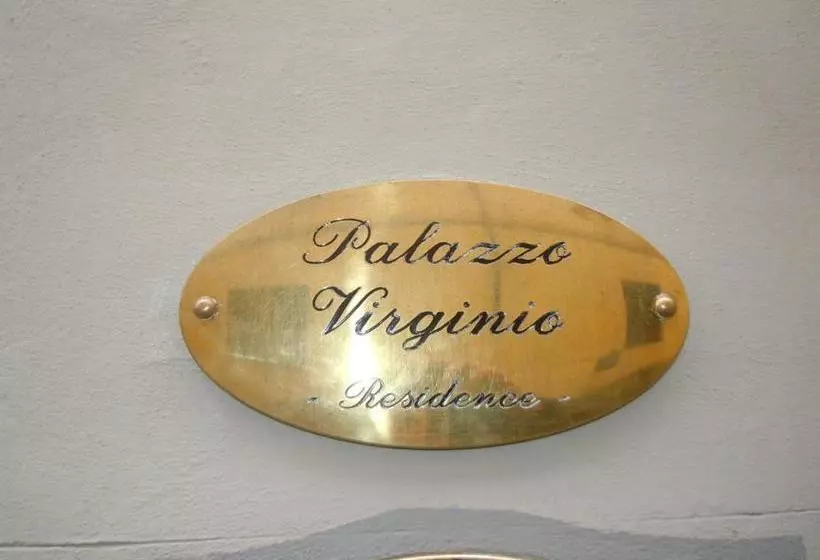 Palazzo
Virginio
- Residence -